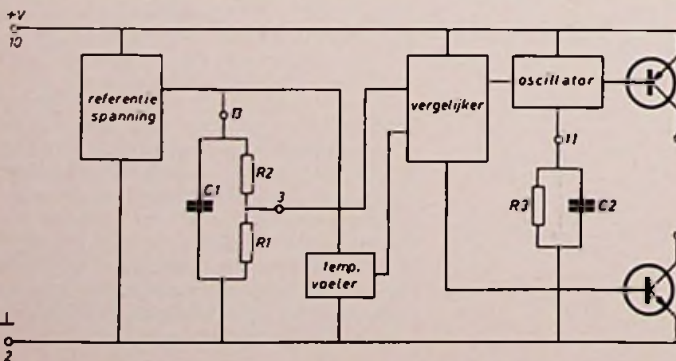 +V
10
referentie
spanning
13
C1
R2
3
R1
temp.
voeler
vergelijker
oscillator
11
R3
C2
2